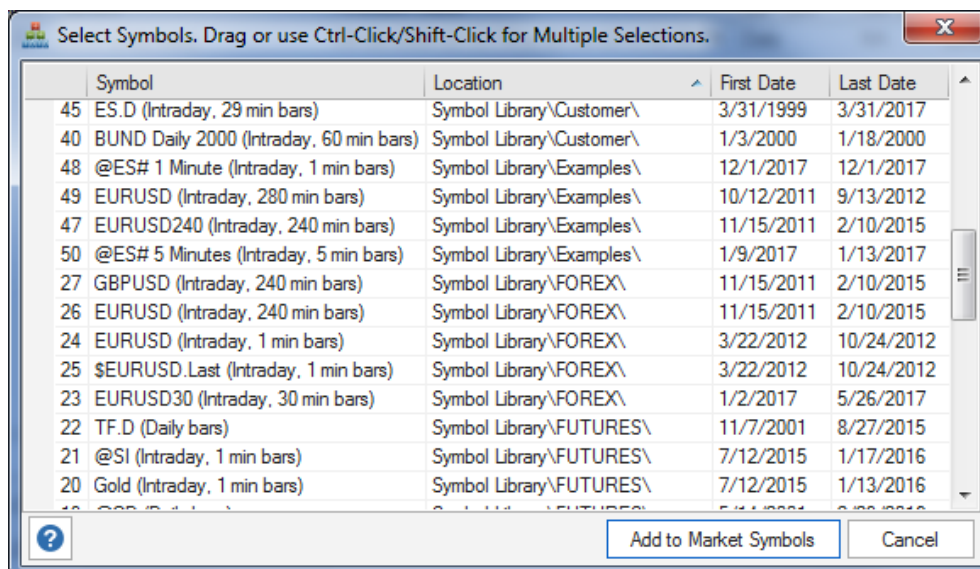 Select Symbols. Drag or use Ctrl-Click/Shift-Click for Multiple Selections.
Symbol Location First Date Last Date
45 ES.D (Intraday, 29 min bars) Symbol Library\Customer\ 3/31/1999 3/31/2017
40 BUND Daily 2000 (Intraday, 60 min bars) Symbol Library\Customer\ 1/3/2000 1/18/2000
48 @ES# 1 Minute (Intraday, 1 min bars) Symbol Library\Examples\ 12/1/2017 12/1/2017
49 EURUSD (Intraday, 280 min bars) Symbol Library\Examples\ 10/12/2011 9/13/2012
47 EURUSD240 (Intraday, 240 min bars) Symbol Library\Examples\ 11/15/2011 2/10/2015
50 @ES# 5 Minutes (Intraday, 5 min bars) Symbol Library\Examples\ 1/9/2017 1/13/2017
27 GBPUSD (Intraday, 240 min bars) Symbol Library\FOREX\ 11/15/2011 2/10/2015
26 EURUSD (Intraday, 240 min bars) Symbol Library\FOREX\ 11/15/2011 2/10/2015
24 EURUSD (Intraday, 1 min bars) Symbol Library\FOREX\ 3/22/2012 10/24/2012
25 $EURUSD.Last (Intraday, 1 min bars) Symbol Library\FOREX\ 3/22/2012 10/24/2012
23 EURUSD30 (Intraday, 30 min bars) Symbol Library\FOREX\ 1/2/2017 5/26/2017
22 TF.D (Daily bars) Symbol Library\FUTURES\ 11/7/2001 8/27/2015
21 @SI (Intraday, 1 min bars) Symbol Library\FUTURES\ 7/12/2015 1/17/2016
20 Gold (Intraday, 1 min bars) Symbol Library\FUTURES\ 7/12/2015 1/13/2016
? Add to Market Symbols Cancel